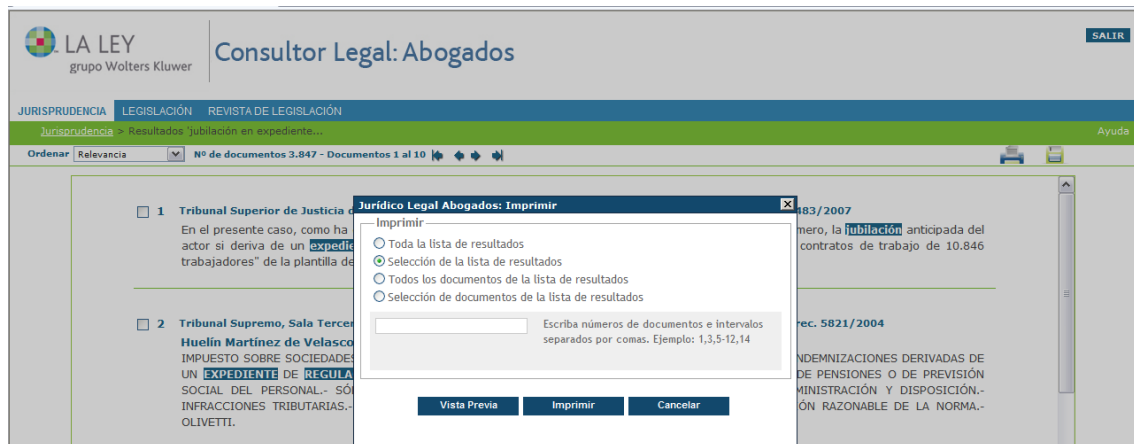 LA LEY
grupo Wolters Kluwer
Consultor Legal: Abogados
SALIR
JURISPRUDENCIA LEGISLACIÓN REVISTA DE LEGISLACIÓN
Jurisprudencia > Resultados 'jubilación en expediente...
Ayuda
Ordenar Relevancia Nº de documentos 3.847 - Documentos 1 al 10
Jurídico Legal Abogados: Imprimir
Imprimir
Toda la lista de resultados
Selección de la lista de resultados
Todos los documentos de la lista de resultados
Selección de documentos de la lista de resultados
Escriba números de documentos e intervalos
separados por comas. Ejemplo: 1,3,5-12,14
Vista Previa Imprimir Cancelar
1 Tribunal Superior de Justicia 483/2007
En el presente caso, como ha mero, la jubilación anticipada del
actor si deriva de un expedie contratos de trabajo de 10.846
trabajadores" de la plantilla de
2 Tribunal Supremo, Sala Tercer rec. 5821/2004
Huelín Martínez de Velasco
IMPUESTO SOBRE SOCIEDADES NDEMNIZACIONES DERIVADAS DE
UN EXPEDIENTE DE REGULA DE PENSIONES O DE PREVISIÓN
SOCIAL DEL PERSONAL.- SÓ MINISTRACIÓN Y DISPOSICIÓN.-
INFRACCIONES TRIBUTARIAS.- ÓN RAZONABLE DE LA NORMA.-
OLIVETTI.